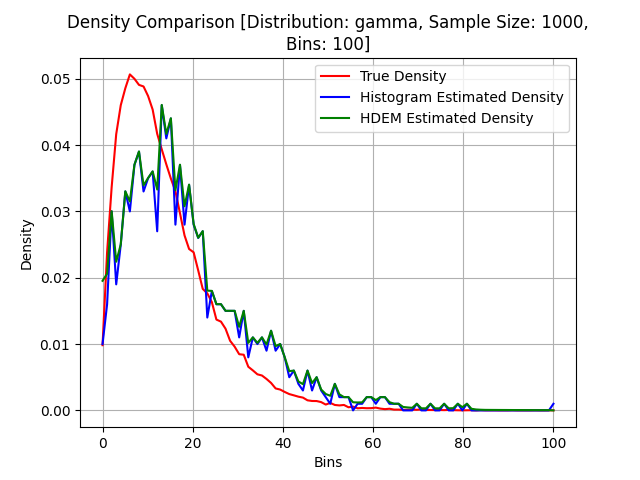 Density Comparison [Distribution: gamma, Sample Size: 1000,
Bins: 100]
True Density
Histogram Estimated Density
HDEM Estimated Density
Density
0.05
0.04
0.03
0.02
0.01
0.00
0 20 40 60 80 100
Bins